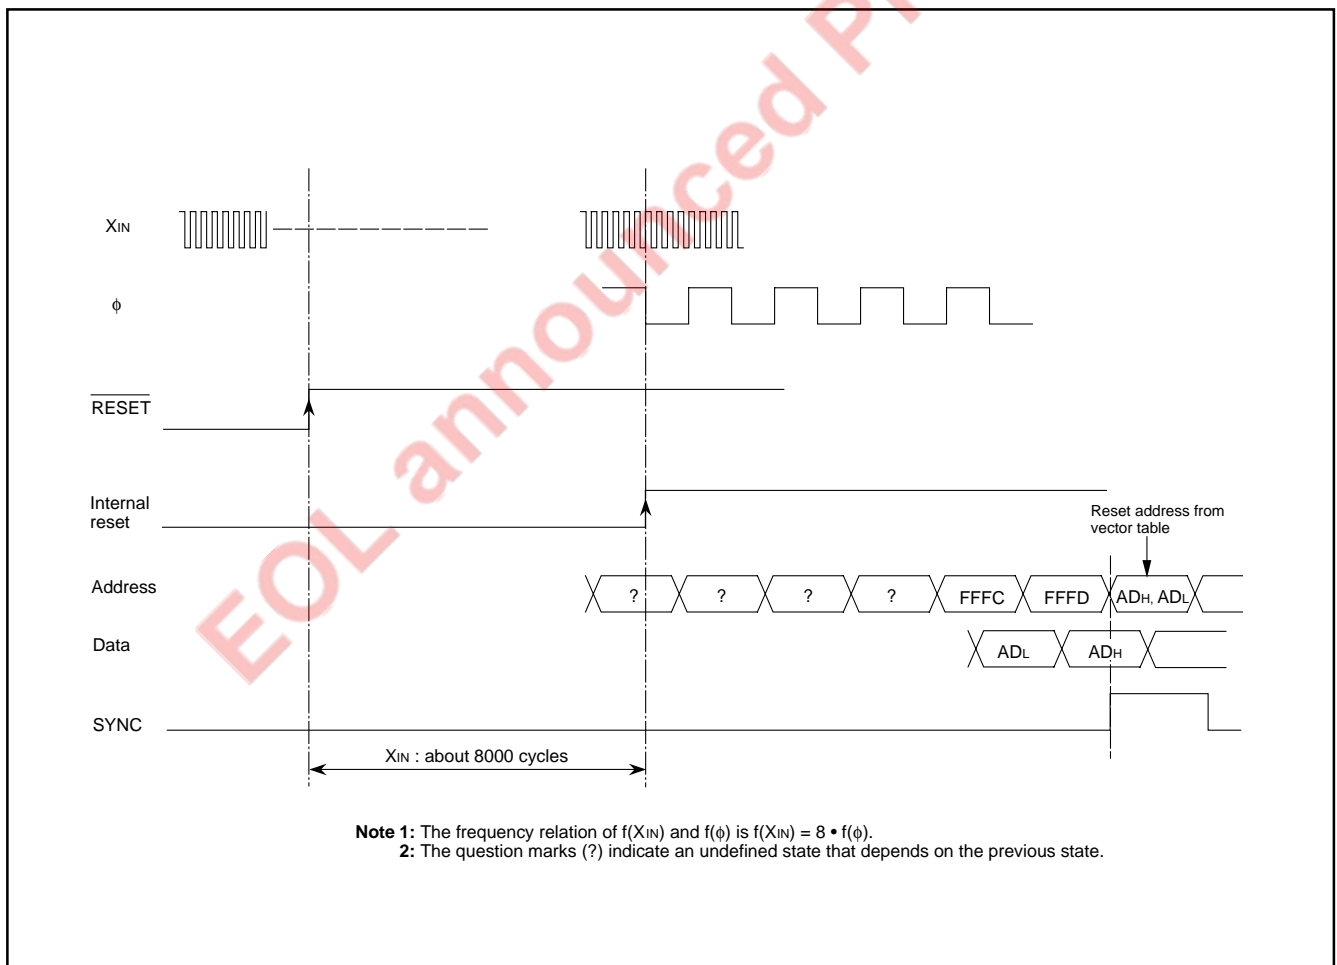 EOL announced Pr
XIN
ϕ
RESET
Internal
reset
Reset address from
vector table
Address
? ? ? ? FFFC FFFD ADH, ADL
Data
ADL ADH
SYNC
XIN : about 8000 cycles
Note 1: The frequency relation of f(XIN) and f(ϕ) is f(XIN) = 8 • f(ϕ).
2: The question marks (?) indicate an undefined state that depends on the previous state.